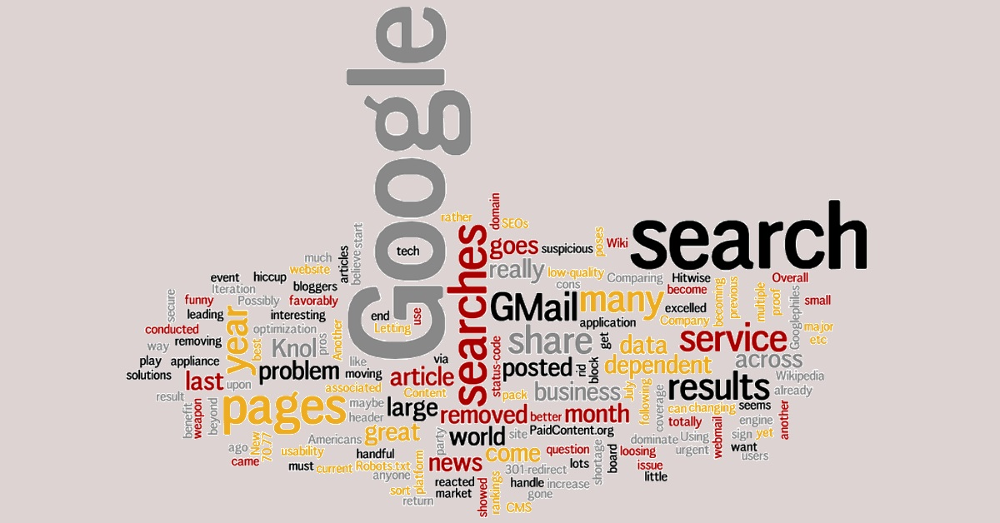 Google
search
searches
domain
rather
SEOs
goes
suspicious
poses
Wiki
tech
start
believe
articles
much
website
bloggers
event
hiccup
Iteration
Possibly
favorably
funny
secure
leading
interesting
conducted
optimization
removing
way
play
appliance
solutions
year
best
Knol
pros
Another
end
Letting
use
really
low-quality
cons
Comparing
Hitwise
become
Overall
GMail
many
excelled
application
Company
becoming
previous
multiple
proof
Googlephiles
small
major
etc
share
get
data
service
across
Wikipedia
already
status-code
posted
rid
block
dependent
problem
like
moving
via
article
last
upon
associated
Content
pack
business
July
following
coverage
results
result
benefit
weapon
beyond
pages
maybe
header
large
removed
better
month
can
changing
seems
totally
webmail
engine
another
sign
yet
want
users
ago
New
70.77
came
usability
Americans
great
party
world
site
PaidContent.org
dominate
Using
urgent
must
current
handful
Robots.txt
anyone
platform
news
come
question
lots
shortage
board
loosing
issue
little
301-redirect
sort
return
reacted
market
showed
rankings
handle
increase
gone
CMS